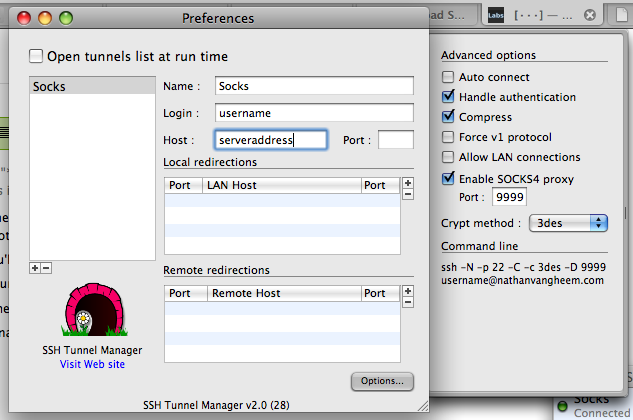 Preferences
oad S...
Labs
[···] — ...
Open tunnels list at run time
Socks
Name :
Socks
Login :
username
Host :
serveraddress
Port :
Local redirections
Port
LAN Host
Port
Remote redirections
Port
Remote Host
Port
SSH Tunnel Manager
Visit Web site
Options...
SSH Tunnel Manager v2.0 (28)
Advanced options
Auto connect
Handle authentication
Compress
Force v1 protocol
Allow LAN connections
Enable SOCKS4 proxy
Port :
9999
Crypt method :
3des
Command line
ssh -N -p 22 -C -c 3des -D 9999
username@nathanvangheem.com
Socks
Connected